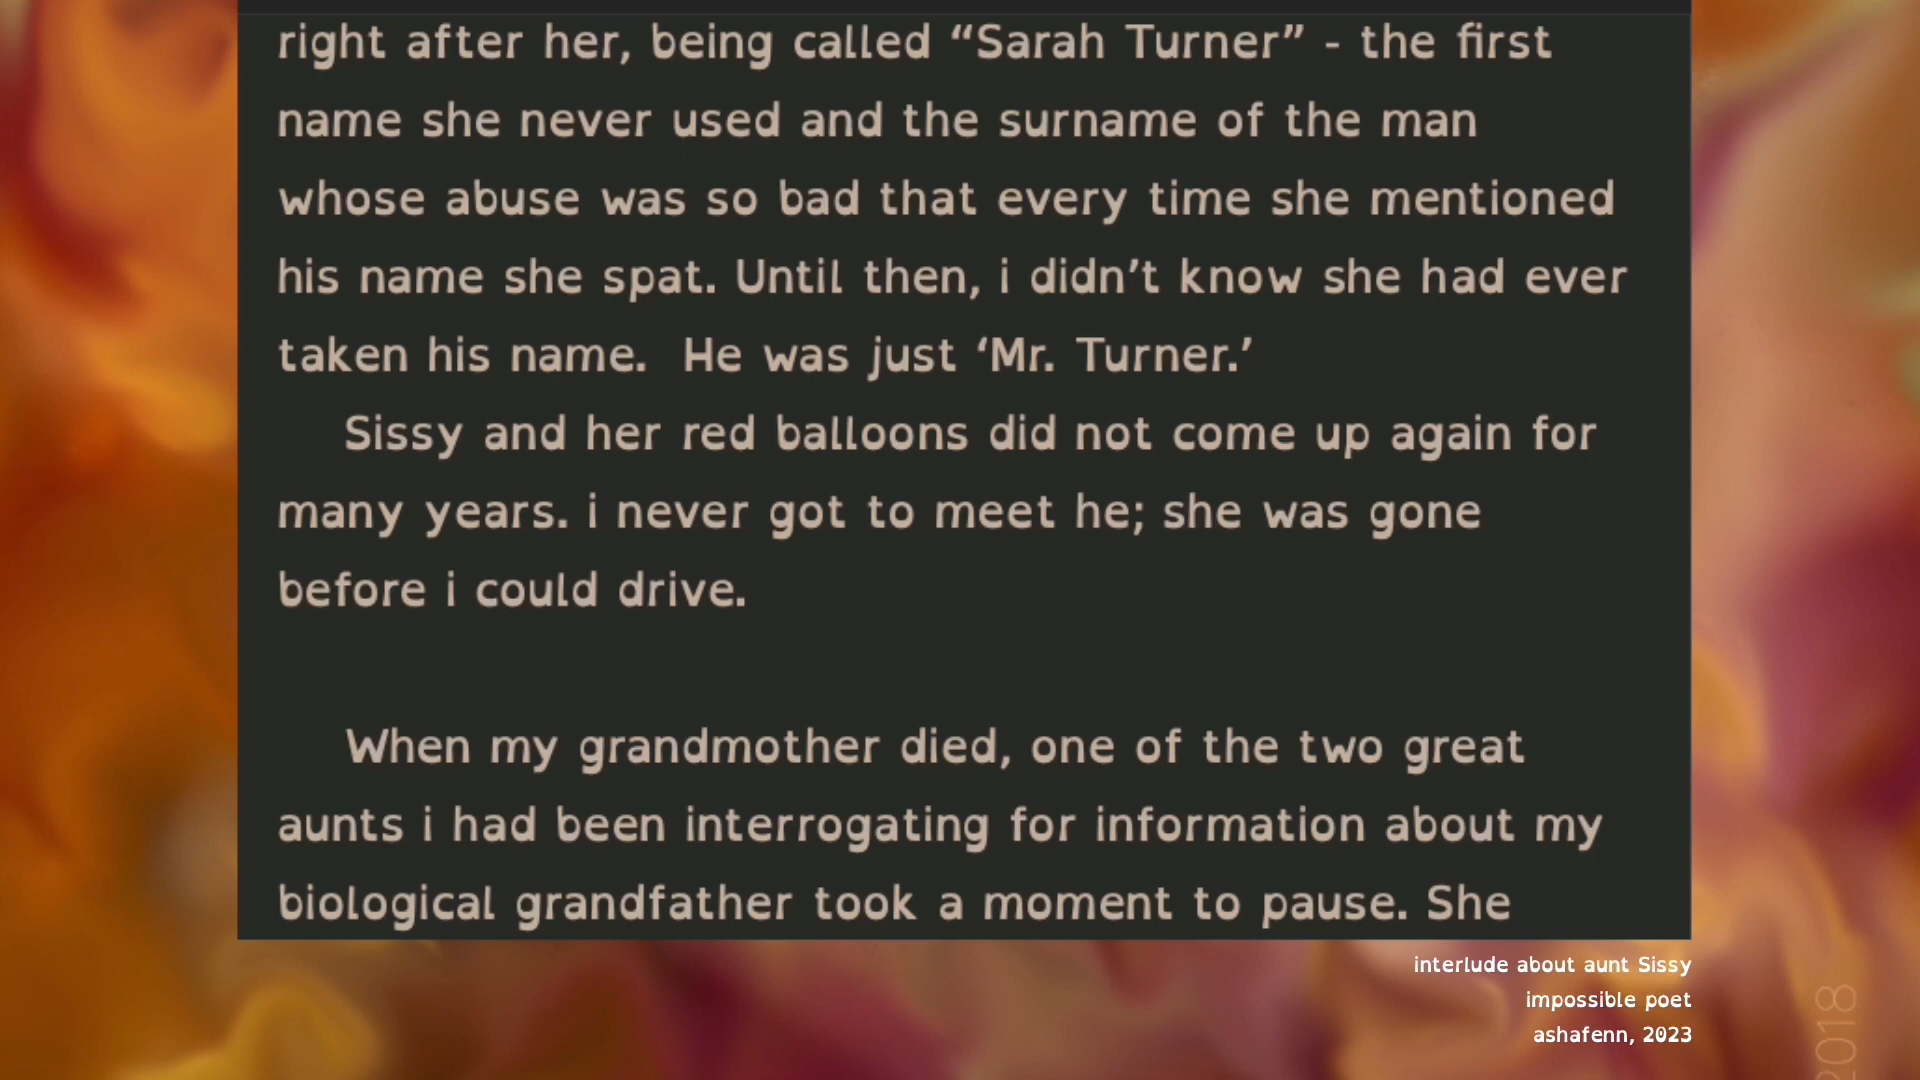 right after her, being called “Sarah Turner” - the first
name she never used and the surname of the man
whose abuse was so bad that every time she mentioned
his name she spat. Until then, i didn’t know she had ever
taken his name.  He was just ‘Mr. Turner.’
Sissy and her red balloons did not come up again for
many years. i never got to meet he; she was gone
before i could drive.
When my grandmother died, one of the two great
aunts i had been interrogating for information about my
biological grandfather took a moment to pause. She
interlude about aunt Sissy
impossible poet
ashafenn, 2023
2018